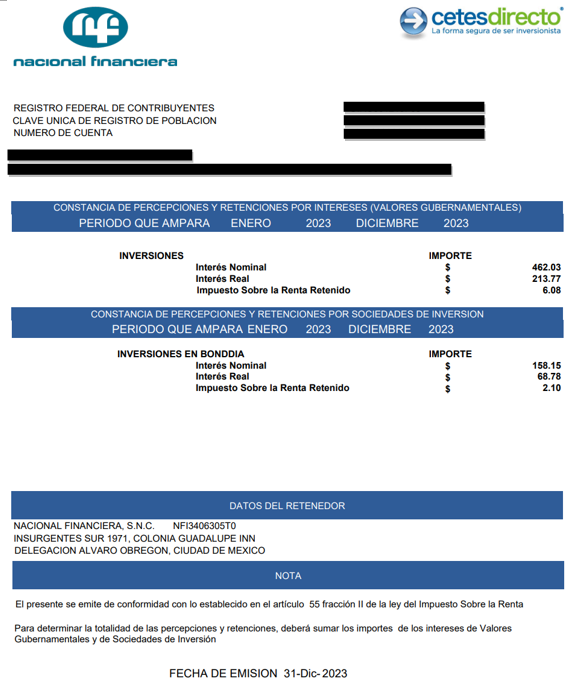 nacional financiera
cetesdirecto®
La forma segura de ser inversionista
REGISTRO FEDERAL DE CONTRIBUYENTES
CLAVE UNICA DE REGISTRO DE POBLACION
NUMERO DE CUENTA
CONSTANCIA DE PERCEPCIONES Y RETENCIONES POR INTERESES (VALORES GUBERNAMENTALES)
PERIODO QUE AMPARA ENERO 2023 DICIEMBRE 2023
INVERSIONES IMPORTE
Interés Nominal $ 462.03
Interés Real $ 213.77
Impuesto Sobre la Renta Retenido $ 6.08
CONSTANCIA DE PERCEPCIONES Y RETENCIONES POR SOCIEDADES DE INVERSION
PERIODO QUE AMPARA ENERO 2023 DICIEMBRE 2023
INVERSIONES EN BONDDIA IMPORTE
Interés Nominal $ 158.15
Interés Real $ 68.78
Impuesto Sobre la Renta Retenido $ 2.10
DATOS DEL RETENEDOR
NACIONAL FINANCIERA, S.N.C. NFI3406305T0
INSURGENTES SUR 1971, COLONIA GUADALUPE INN
DELEGACION ALVARO OBREGON, CIUDAD DE MEXICO
NOTA
El presente se emite de conformidad con lo establecido en el artículo 55 fracción II de la ley del Impuesto Sobre la Renta
Para determinar la totalidad de las percepciones y retenciones, deberá sumar los importes de los intereses de Valores
Gubernamentales y de Sociedades de Inversión
FECHA DE EMISION 31-Dic-2023